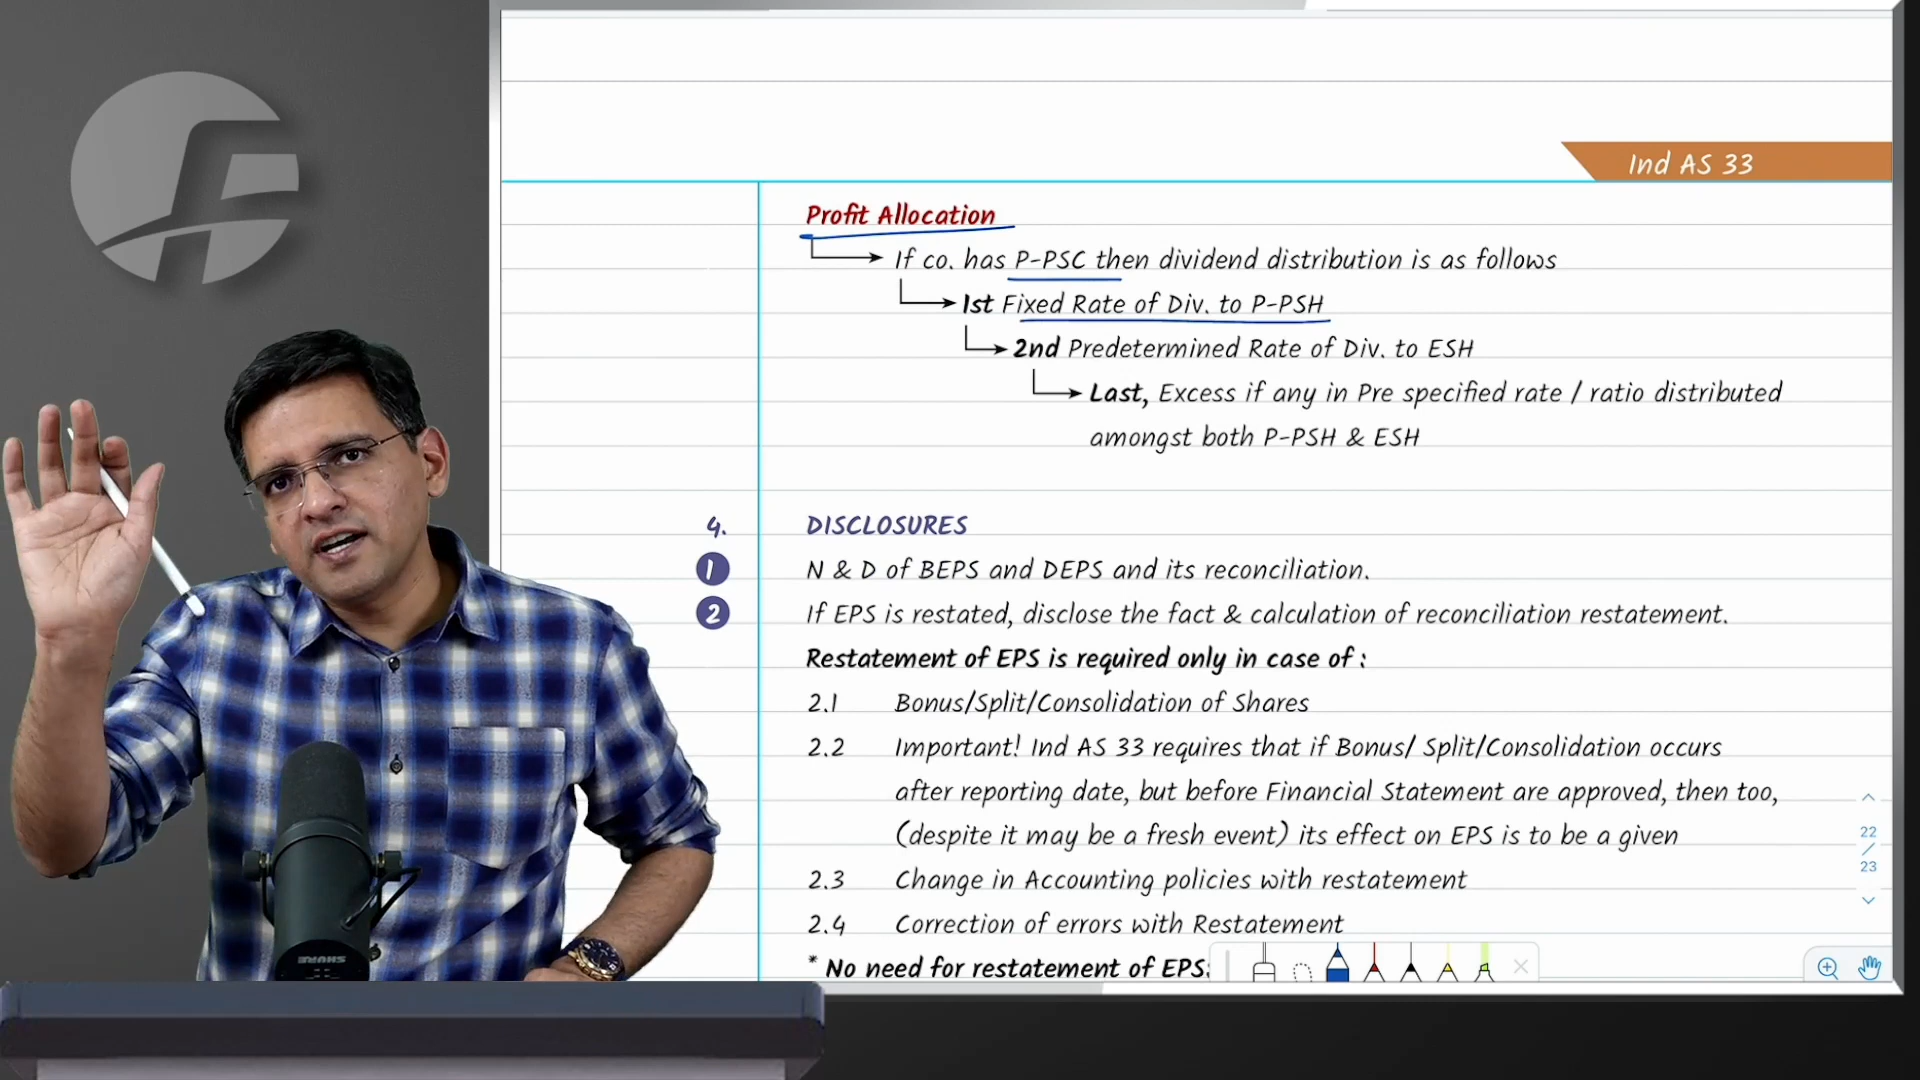 Ind AS 33
Profit Allocation
If co. has P-PSC then dividend distribution is as follows
1st Fixed Rate of Div. to P-PSH
2nd Predetermined Rate of Div. to ESH
Last, Excess if any in Pre specified rate / ratio distributed
amongst both P-PSH & ESH
4. DISCLOSURES
1 N & D of BEPS and DEPS and its reconciliation.
2 If EPS is restated, disclose the fact & calculation of reconciliation restatement.
Restatement of EPS is required only in case of :
2.1 Bonus/Split/Consolidation of Shares
2.2 Important! Ind AS 33 requires that if Bonus/ Split/Consolidation occurs
after reporting date, but before Financial Statement are approved, then too,
(despite it may be a fresh event) its effect on EPS is to be a given
2.3 Change in Accounting policies with restatement
2.4 Correction of errors with Restatement
* No need for restatement of EPS:
22
/
23
SHURE